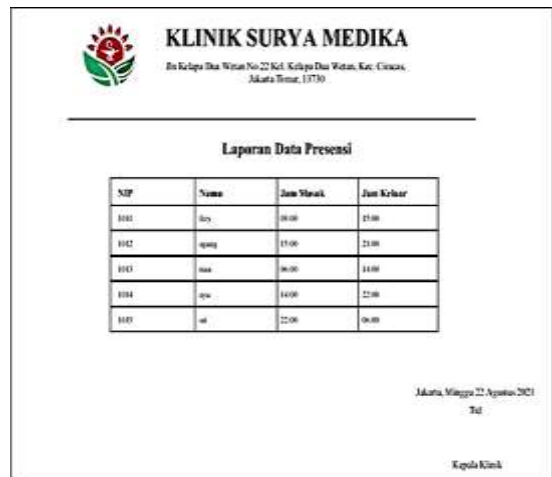 KLINIK SURYA MEDIKA
Jln Kelapa Dua Wetan No 22 Kel. Kelapa Dua Wetan, Kec. Ciracas,
Jakarta Timur, 13730
Laporan Data Presensi
NIP Nama Jam Masuk Jam Keluar
1011 09:00 15:00
1012 15:00 21:00
1013 06:00 14:00
1014 14:00 22:00
1015 22:00 06:00
Jakarta, Minggu 22 Agustus 2021
Ttd
Kepala Klinik